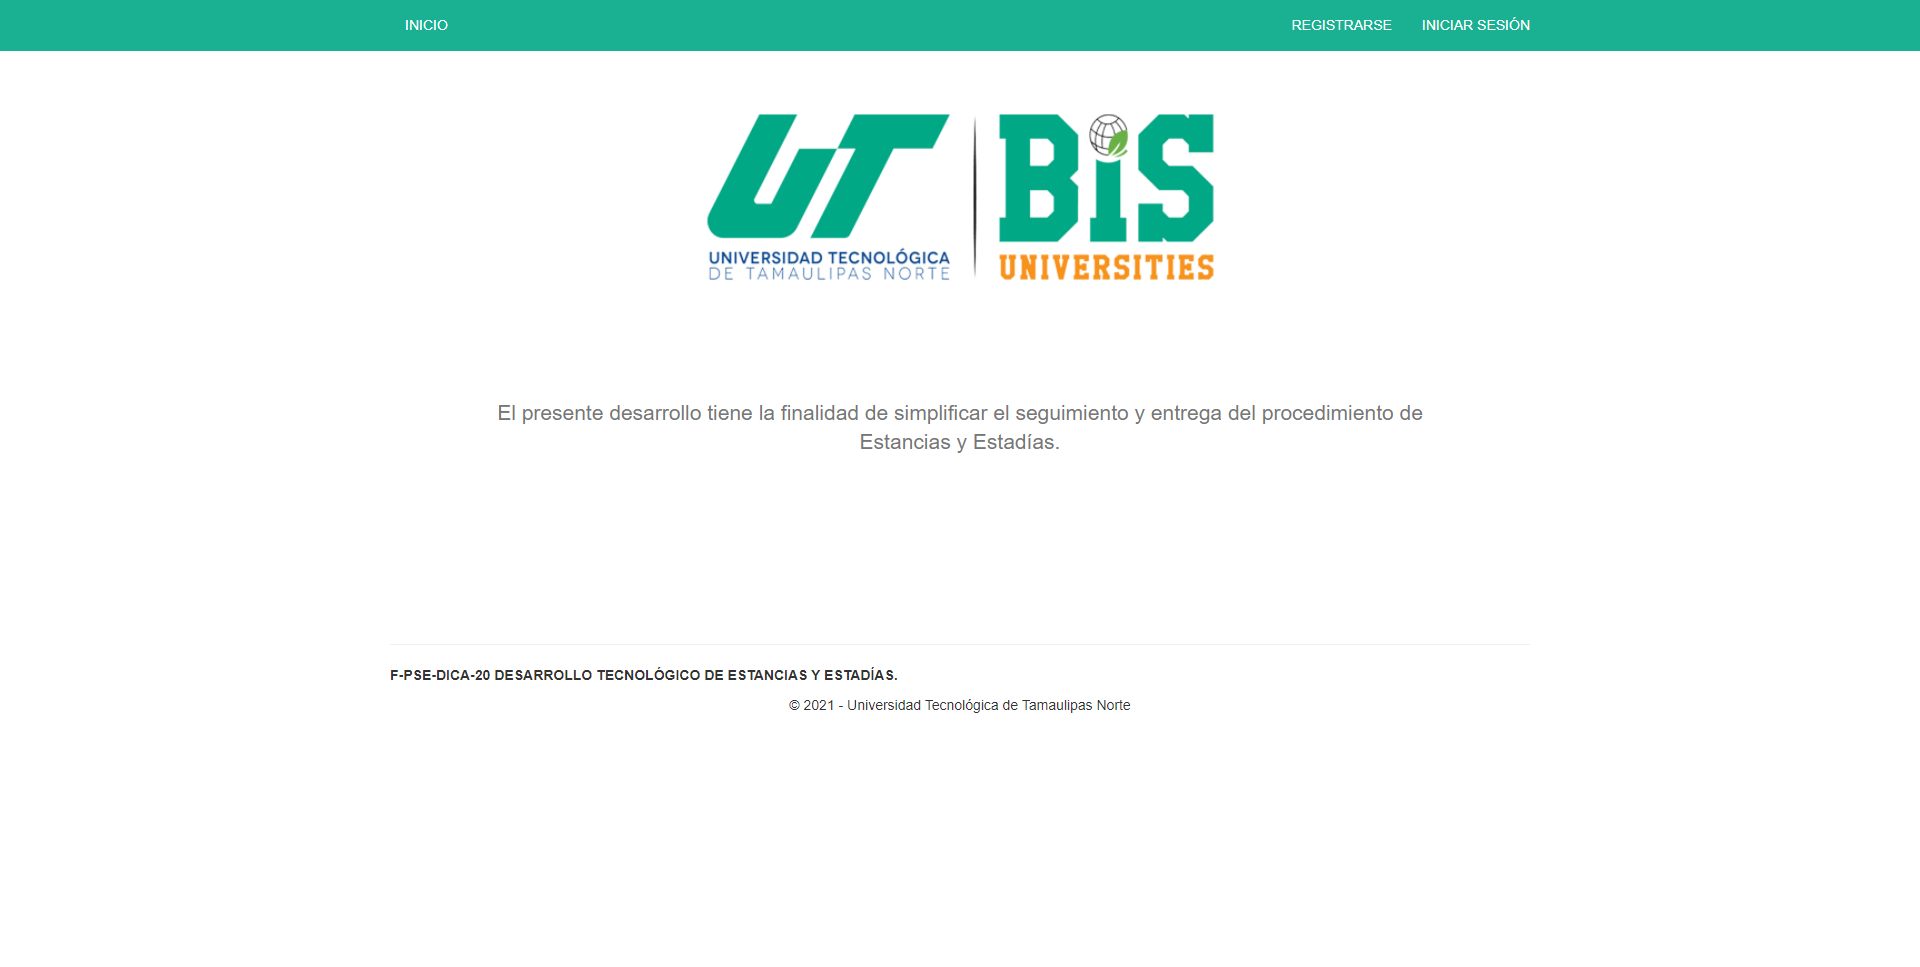 INICIO REGISTRARSE INICIAR SESIÓN
UT BiS
UNIVERSIDAD TECNOLÓGICA
DE TAMAULIPAS NORTE
UNIVERSITIES
El presente desarrollo tiene la finalidad de simplificar el seguimiento y entrega del procedimiento de
Estancias y Estadías.
F-PSE-DICA-20 DESARROLLO TECNOLÓGICO DE ESTANCIAS Y ESTADÍAS.
© 2021 - Universidad Tecnológica de Tamaulipas Norte